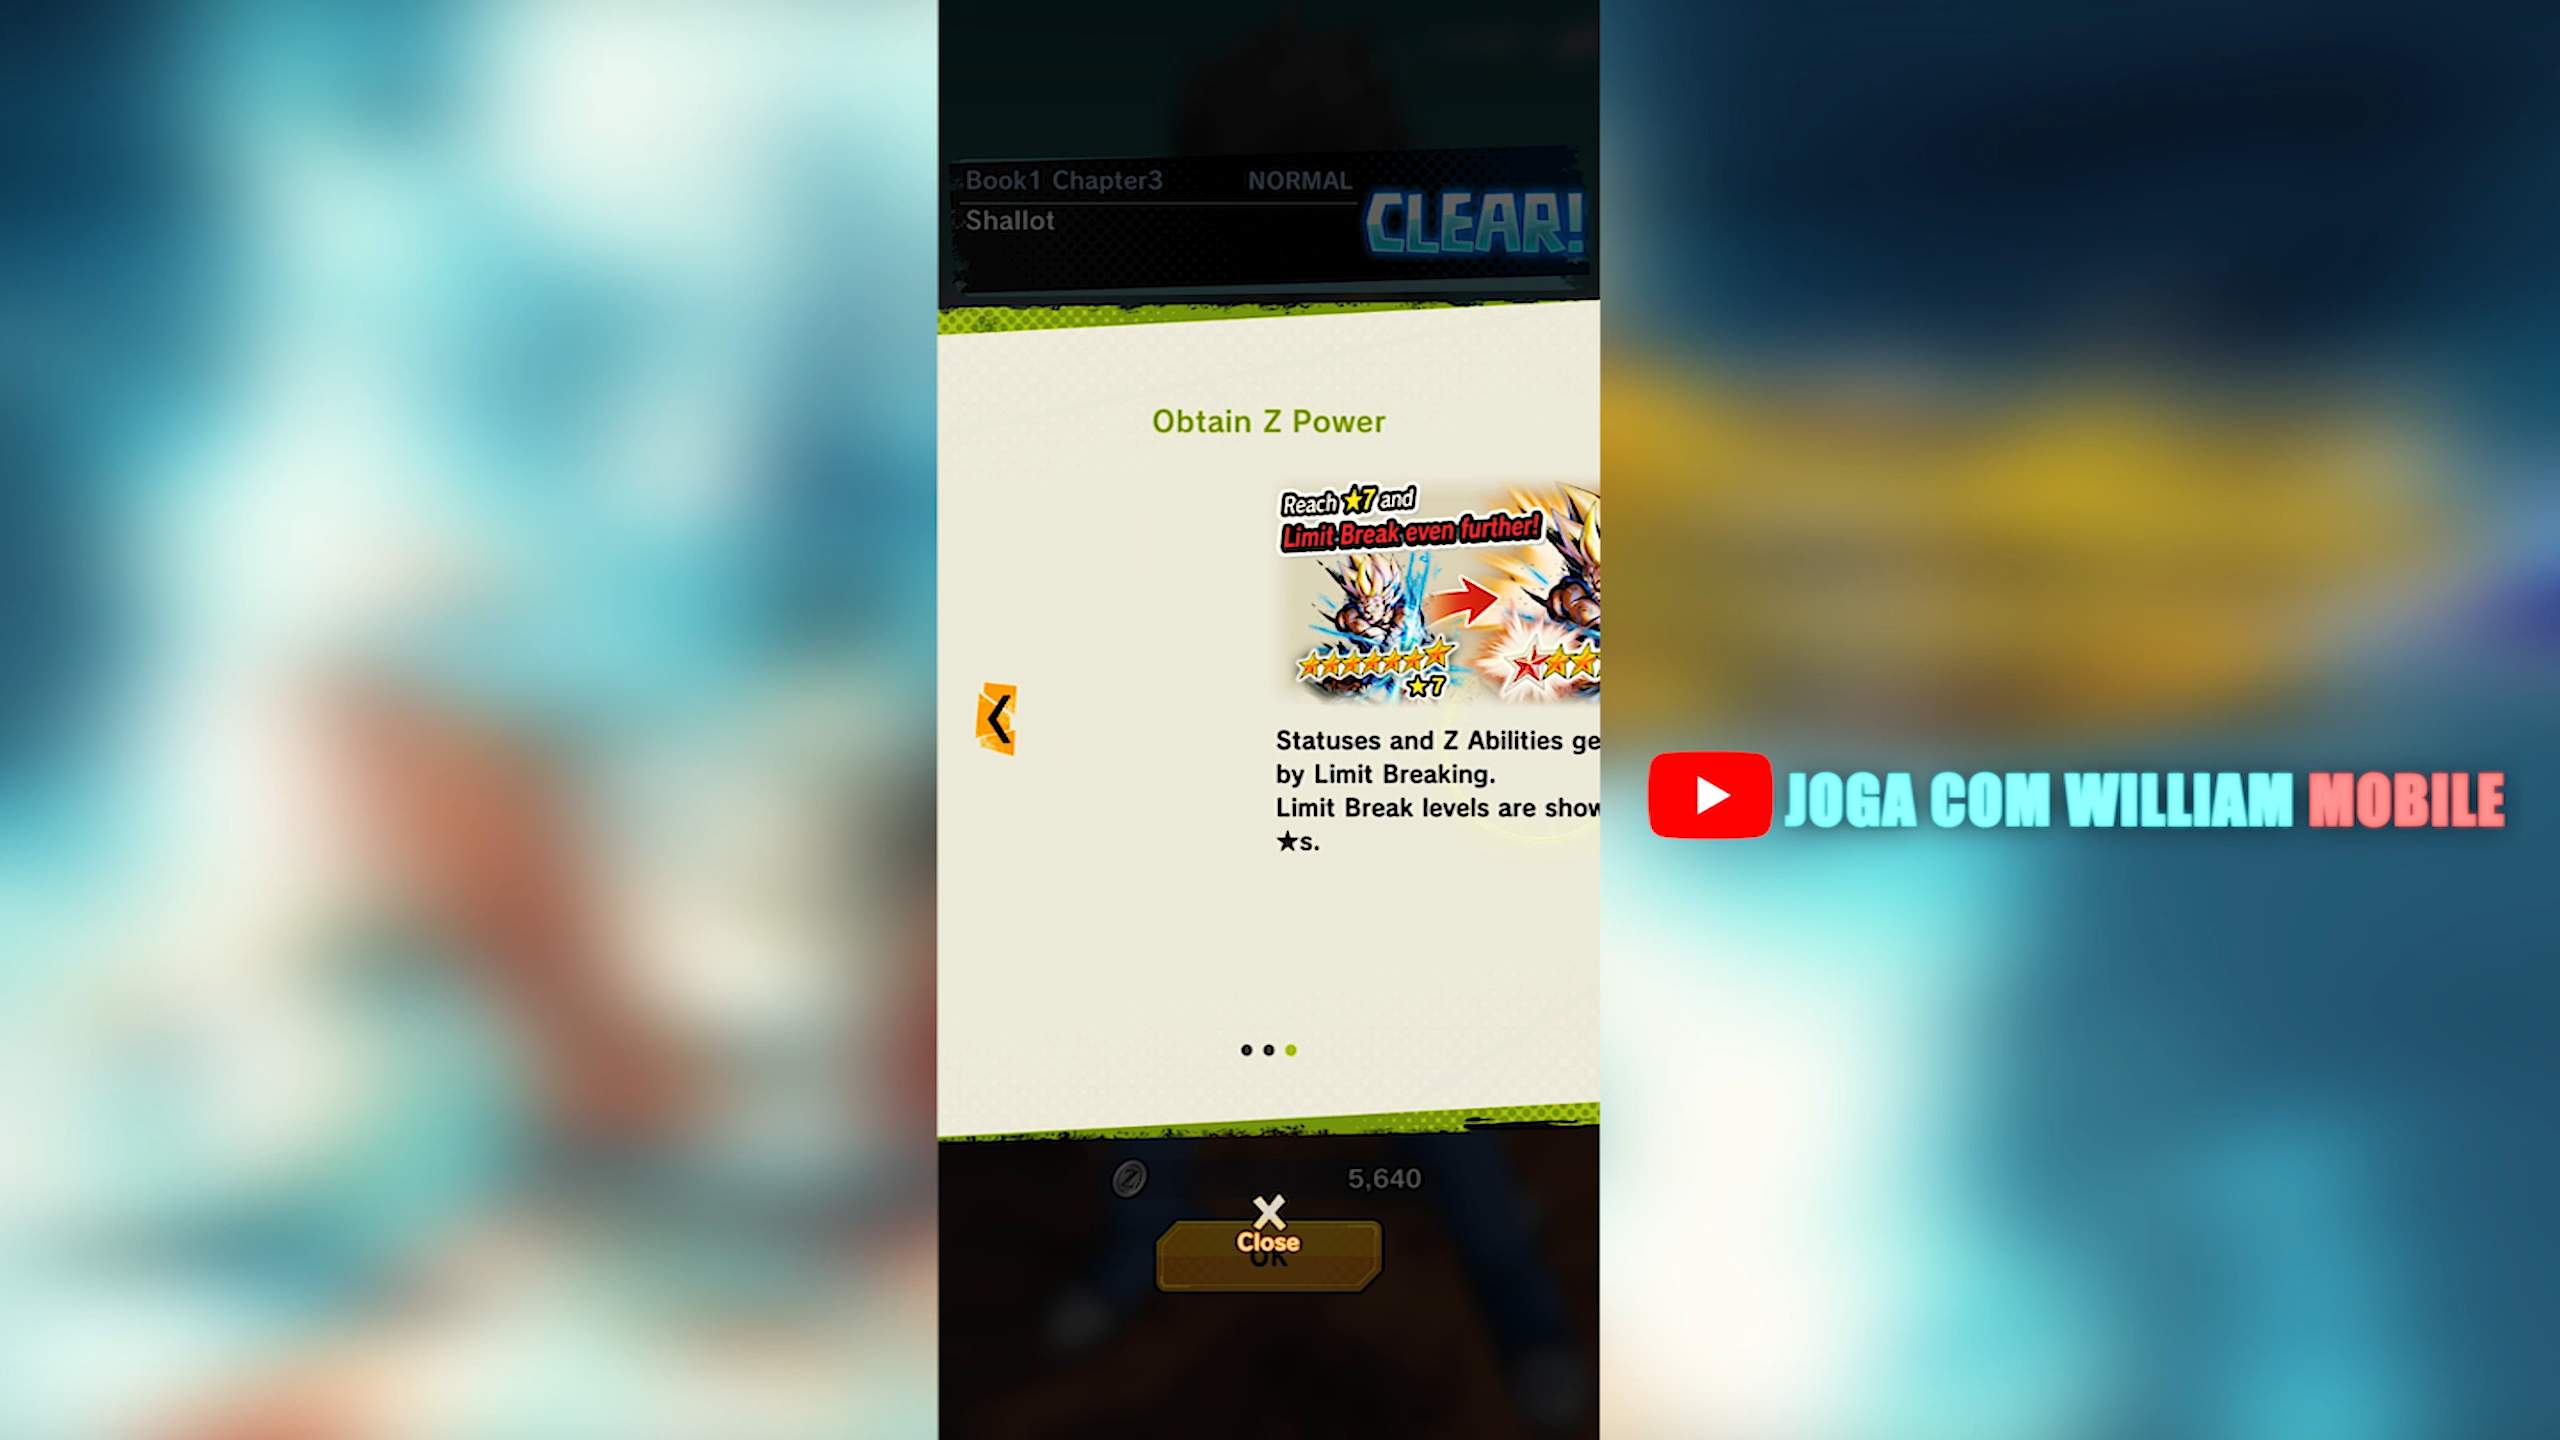 Book1 Chapter3 NORMAL
Shallot
CLEAR!
Obtain Z Power
Reach ★7 and
Limit Break even further!
★7
Statuses and Z Abilities ge
by Limit Breaking.
Limit Break levels are show
★s.
JOGA COM WILLIAM MOBILE
5,640
Close
OK